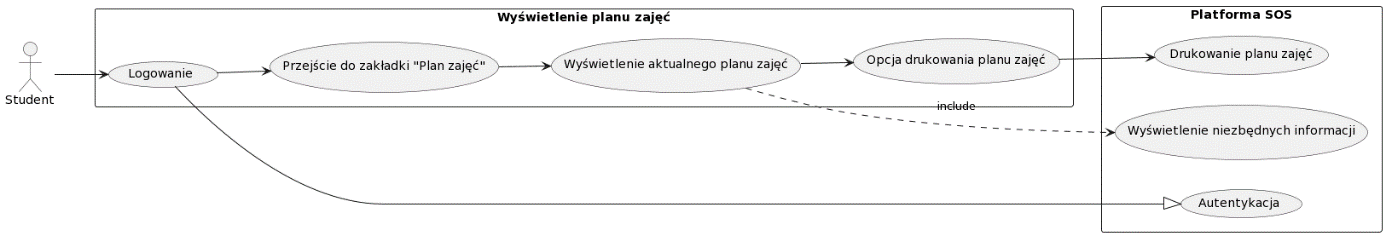 Wyświetlenie planu zajęć
Platforma SOS
Student
Logowanie
Przejście do zakładki "Plan zajęć"
Wyświetlenie aktualnego planu zajęć
Opcja drukowania planu zajęć
Drukowanie planu zajęć
include
Wyświetlenie niezbędnych informacji
Autentykacja